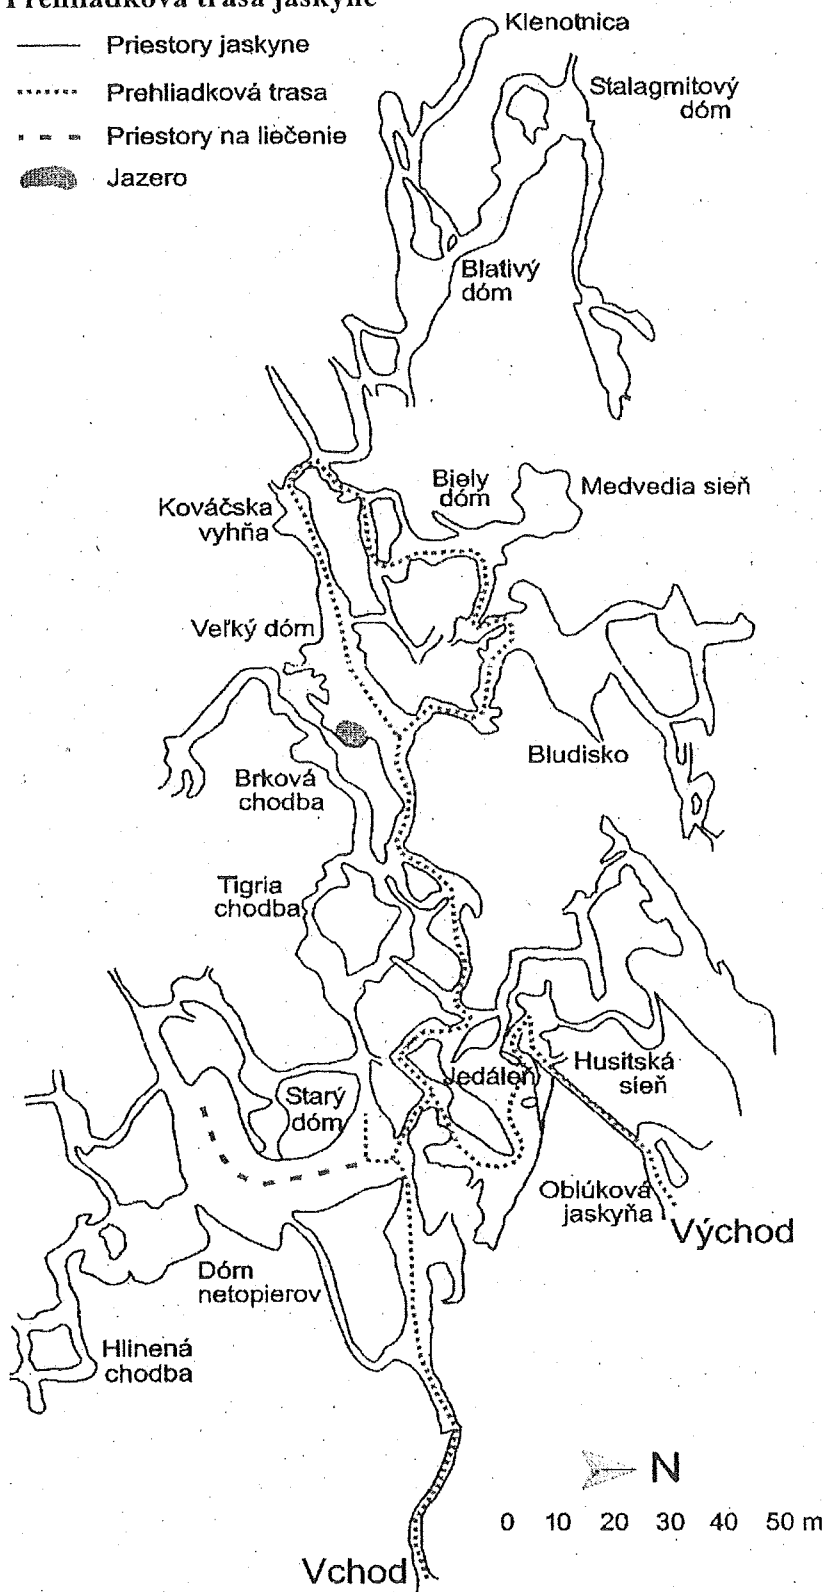 Prehliadková trasa jaskyne
Priestory jaskyne
Prehliadková trasa
Priestory na liečenie
Jazero
Klenotnica
Stalagmitový
dóm
Blativý
dóm
Biely
dóm
Medvedia sieň
Kováčska
vyhňa
Veľký dóm
Bludisko
Brková
chodba
Tigria
chodba
Jedáleň
Husitská
sieň
Starý
dóm
Oblúková
jaskyňa
Východ
Dóm
netopierov
Hlinená
chodba
N
0 10 20 30 40 50 m
Vchod